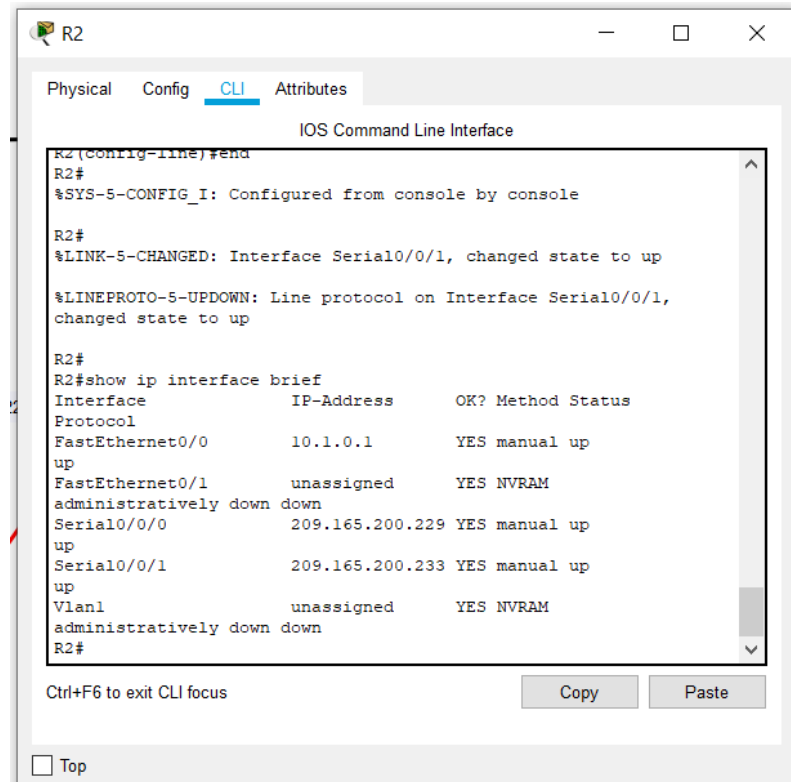 R2
Physical Config CLI Attributes
IOS Command Line Interface
R2(config-line)#end
R2#
%SYS-5-CONFIG_I: Configured from console by console
R2#
%LINK-5-CHANGED: Interface Serial0/0/1, changed state to up
%LINEPROTO-5-UPDOWN: Line protocol on Interface Serial0/0/1,
changed state to up
R2#
R2#show ip interface brief
Interface IP-Address OK? Method Status
Protocol
FastEthernet0/0 10.1.0.1 YES manual up
up
FastEthernet0/1 unassigned YES NVRAM
administratively down down
Serial0/0/0 209.165.200.229 YES manual up
up
Serial0/0/1 209.165.200.233 YES manual up
up
Vlan1 unassigned YES NVRAM
administratively down down
R2#
Ctrl+F6 to exit CLI focus
Copy Paste
Top